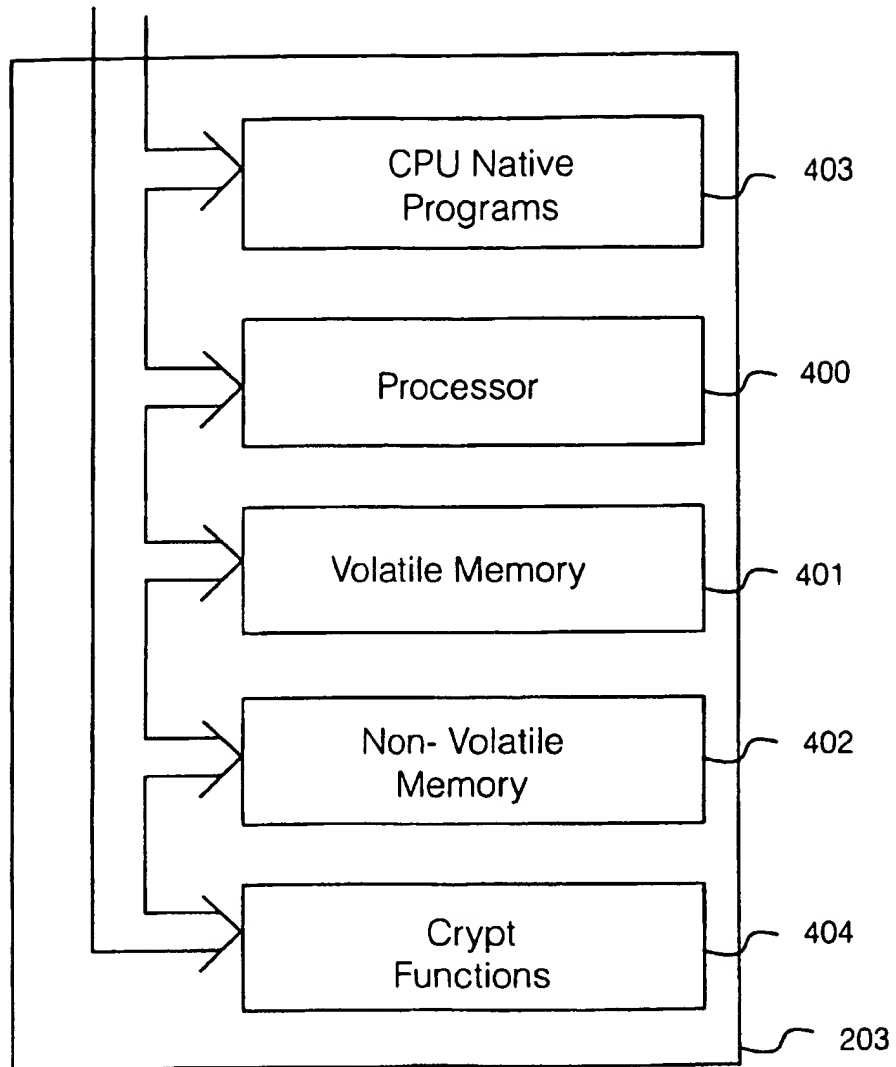 CPU Native
Programs
403
Processor
400
Volatile Memory
401
Non- Volatile
Memory
402
Crypt
Functions
404
203